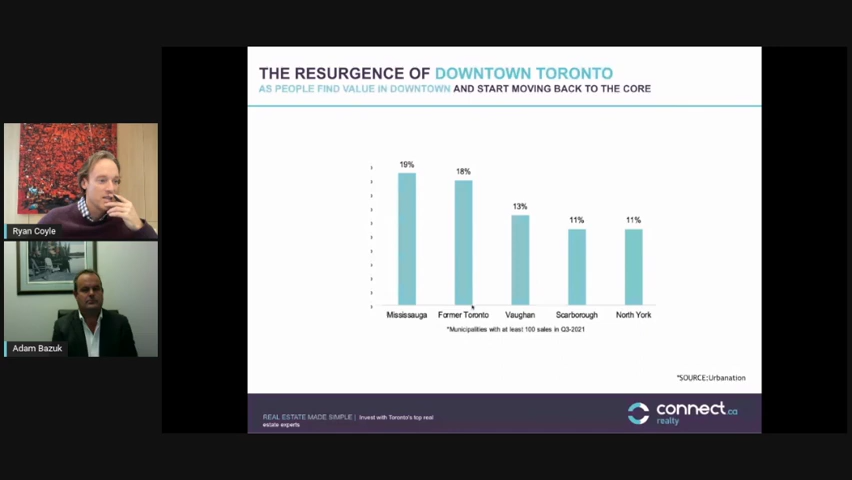 THE RESURGENCE OF DOWNTOWN TORONTO
AS PEOPLE FIND VALUE IN DOWNTOWN AND START MOVING BACK TO THE CORE
19%
18%
13%
11%
11%
Mississauga
Former Toronto
Vaughan
Scarborough
North York
*Municipalities with at least 100 sales in Q3-2021
*SOURCE:Urbanation
REAL ESTATE MADE SIMPLE | Invest with Toronto's top real
estate experts
connect.ca
realty
Ryan Coyle
Adam Bazuk